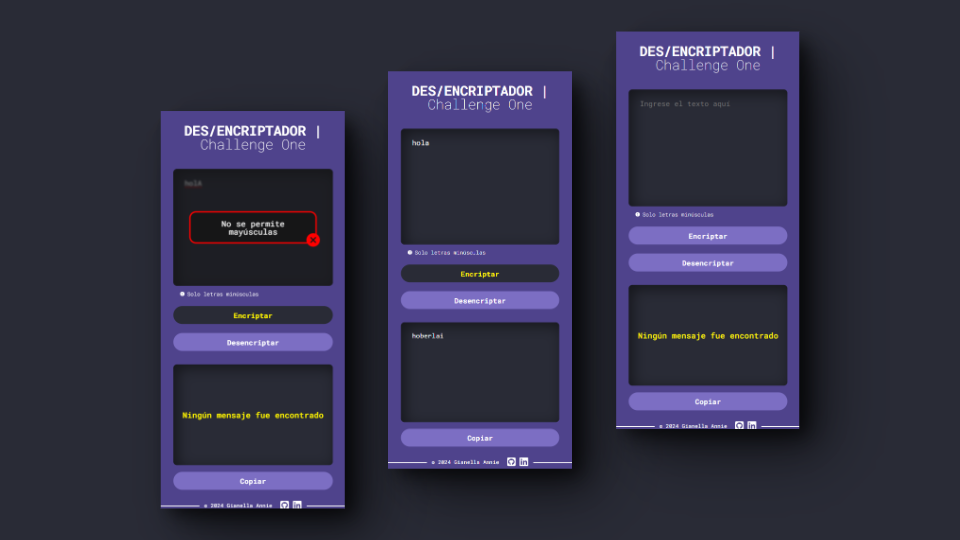 DES/ENCRIPTADOR |
Challenge One
No se permite
mayúsculas
Solo letras minúsculas
Encriptar
Desencriptar
Ningún mensaje fue encontrado
Copiar
© 2024 Gianella Annie
DES/ENCRIPTADOR |
Challenge One
hola
Solo letras
Encriptar
Desencriptar
hoberlai
Copiar
© 2024 Gianella Annie
DES/ENCRIPTADOR |
Challenge One
Ingrese el texto aquí
Solo letras minúsculas
Encriptar
Desencriptar
Ningún mensaje fue encontrado
Copiar
© 2024 Gianella Annie